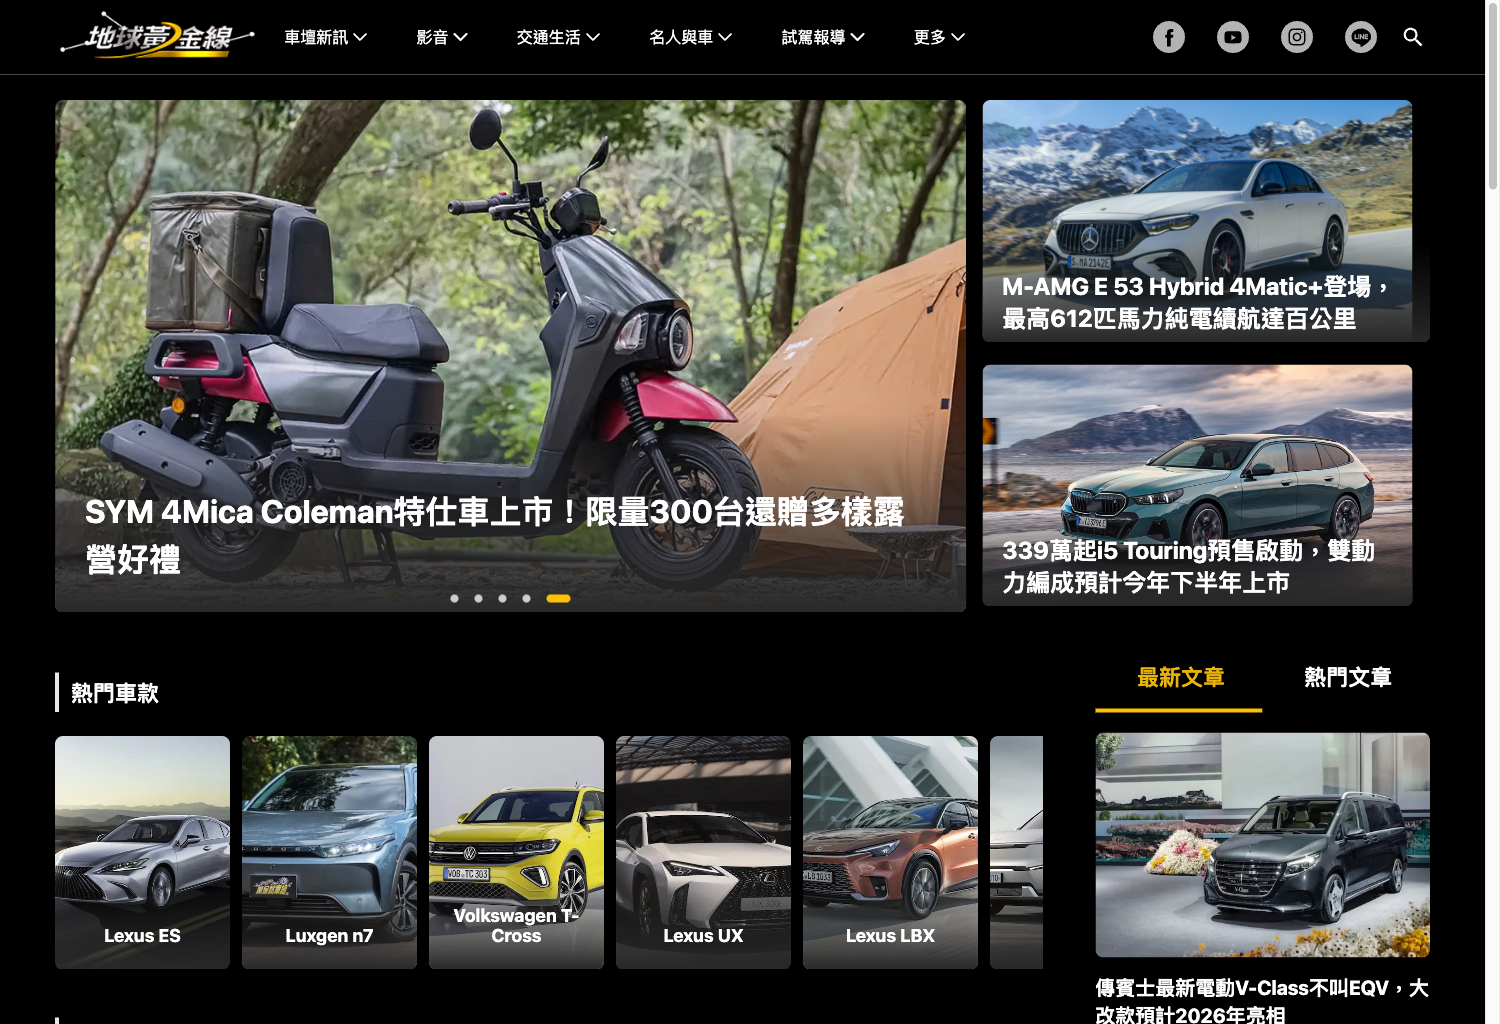 地球黃金線
車壇新訊
影音
交通生活
名人與車
試駕報導
更多
LINE
SYM 4Mica Coleman特仕車上市！限量300台還贈多樣露
營好禮
M-AMG E 53 Hybrid 4Matic+登場，
最高612匹馬力純電續航達百公里
339萬起i5 Touring預售啟動，雙動
力編成預計今年下半年上市
熱門車款
最新文章
熱門文章
Lexus ES
Luxgen n7
Volkswagen T-
Cross
Lexus UX
Lexus LBX
傳賓士最新電動V-Class不叫EQV，大
改款預計2026年亮相